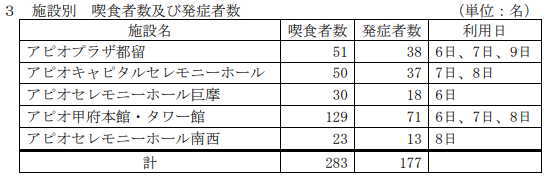 3 施設別 喫食者数及び発症者数 (単位:名)
施設名 喫食者数 発症者数 利用日
アピオプラザ都留 51 38 6日、7日、9日
アピオキャピタルセレモニーホール 50 37 7日、8日
アピオセレモニーホール巨摩 30 18 6日
アピオ甲府本館・タワー館 129 71 6日、7日、8日
アピオセレモニーホール南西 23 13 8日
計 283 177